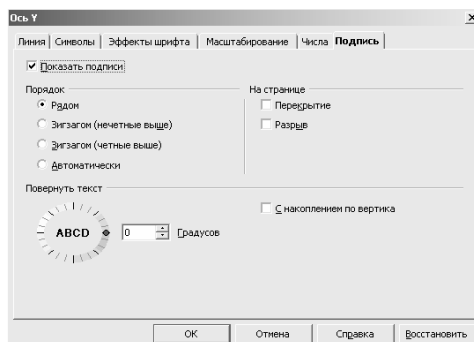 Ось Y
Линия Символы Эффекты шрифта Масштабирование Числа Подпись
Показать подписи
Порядок
На странице
Рядом
Перекрытие
Зигзагом (нечетные выше)
Разрыв
Зигзагом (четные выше)
Автоматически
Повернуть текст
С накоплением по вертика
ABCD
0
Градусов
ОК Отмена Справка Восстановить